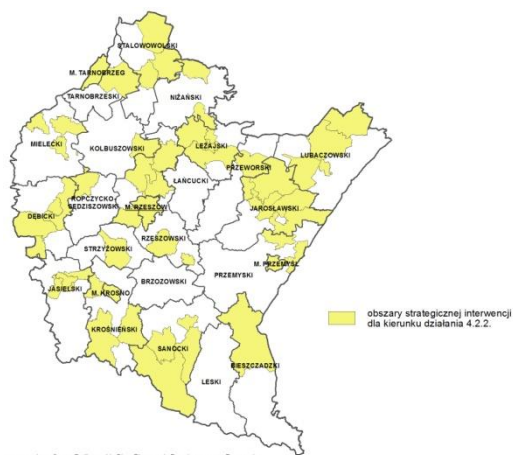 STALOWOWOLSKI
M. TARNOBRZEG
TARNOBRZESKI
NIŻAŃSKI
MIELECKI
KOLBUSZOWSKI
LEŻAJSKI
LUBACZOWSKI
PRZEWORSKI
ŁAŃCUCKI
ROPCZYCKO-
SĘDZISZOWSKI
M. RZESZÓW
JAROSŁAWSKI
DĘBICKI
RZESZOWSKI
STRZYŻOWSKI
M. PRZEMYŚL
PRZEMYSKI
BRZOZOWSKI
JASIELSKI
M. KROSNO
obszary strategicznej interwencji
dla kierunku działania 4.2.2.
KROŚNIEŃSKI
SANOCKI
BIESZCZADZKI
LESKI